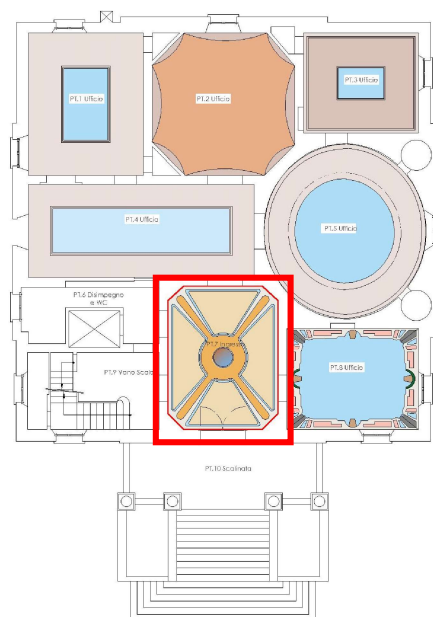 PT.1 Ufficio
PT.2 Ufficio
PT.3 Ufficio
PT.4 Ufficio
PT.5 Ufficio
PT.6 Disimpegno
e WC
PT.7 Ingresso
PT.8 Ufficio
PT.9 Vano Scala
PT.10 Scalinata